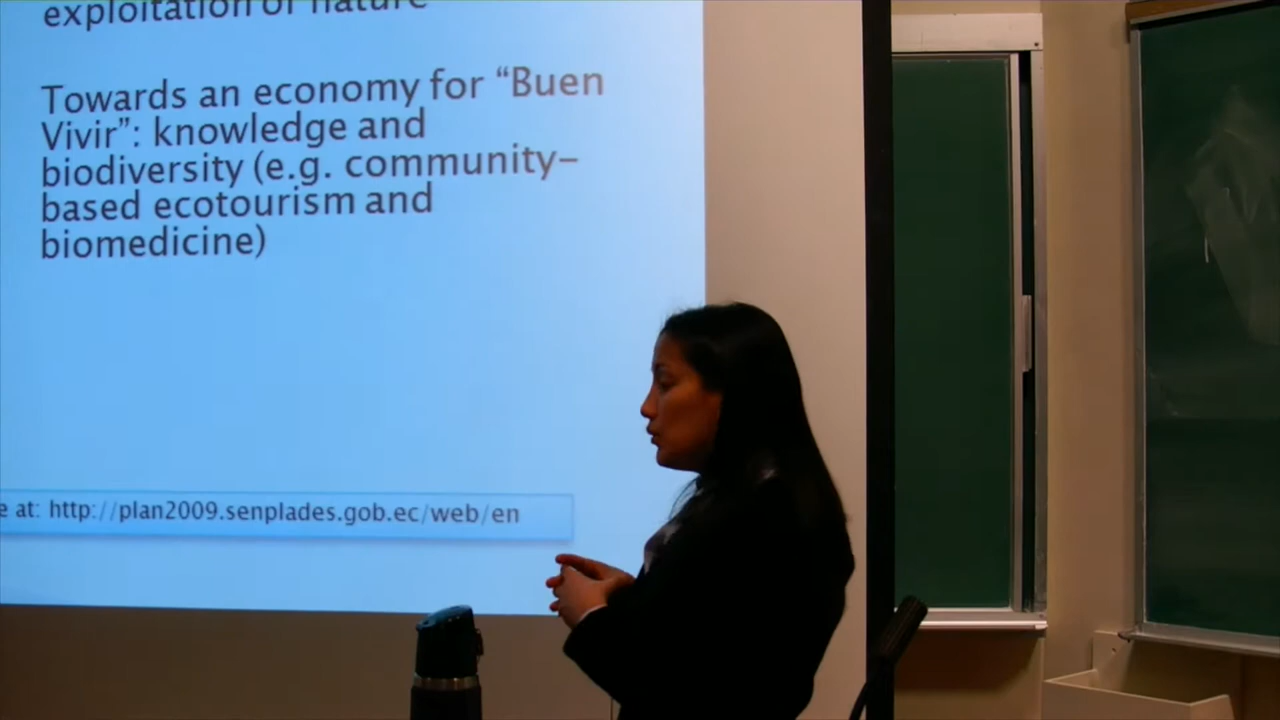 exploitation of nature
Towards an economy for “Buen
Vivir”: knowledge and
biodiversity (e.g. community–
based ecotourism and
biomedicine)
e at: http://plan2009.senplades.gob.ec/web/en